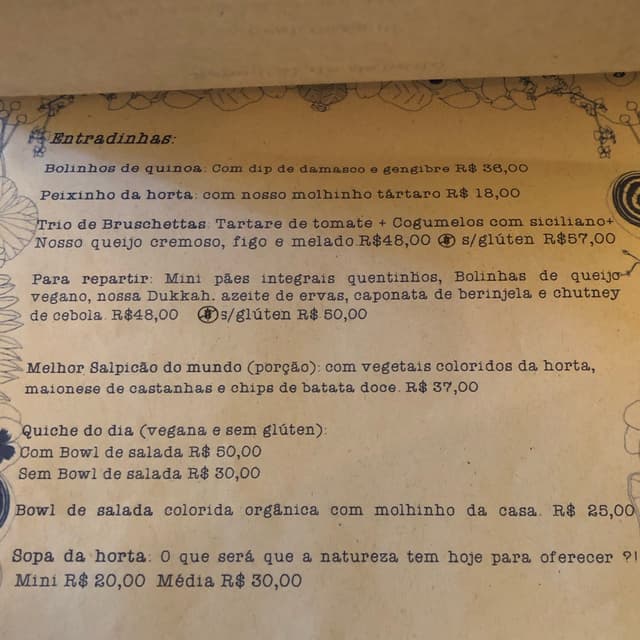 Entradinhas:
Bolinhos de quinoa: Com dip de damasco e gengibre R$ 36,00
Peixinho da horta: com nosso molhinho tártaro R$ 18,00
Trio de Bruschettas: Tartare de tomate + Cogumelos com siciliano+
Nosso queijo cremoso, figo e melado.R$48,00 s/glúten R$57,00
Para repartir: Mini pães integrais quentinhos, Bolinhas de queijo
vegano, nossa Dukkah. azeite de ervas, caponata de berinjela e chutney
de cebola. R$48,00 s/glúten R$ 50,00
Melhor Salpicão do mundo (porção): com vegetais coloridos da horta,
maionese de castanhas e chips de batata doce. R$ 37,00
Quiche do dia (vegana e sem glúten):
Com Bowl de salada R$ 50,00
Sem Bowl de salada R$ 30,00
Bowl de salada colorida orgânica com molhinho da casa. R$ 25,00
Sopa da horta: O que será que a natureza tem hoje para oferecer ?!
Mini R$ 20,00 Média R$ 30,00